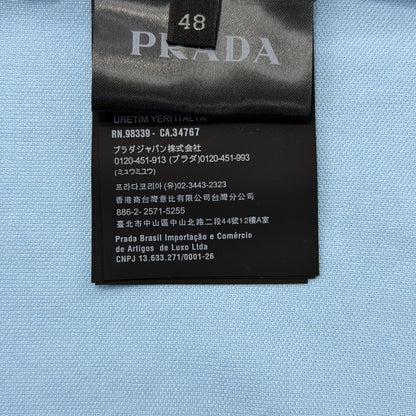 48
PRADA
ÜRETİM YERİ İTALYA
RN.98339 - CA.34767
プラダジャパン株式会社
0120-451-913 (プラダ)0120-451-993
(ミュウミュウ)
프라다코리아 (유)02-3443-2323
香港商台灣意比有限公司台灣分公司
886-2- 2571-5255
臺北市中山區中山北路二段44號12樓A室
Prada Brasil Importação e Comércio
de Artigos de Luxo Ltda
CNPJ 13.633.271/0001-26